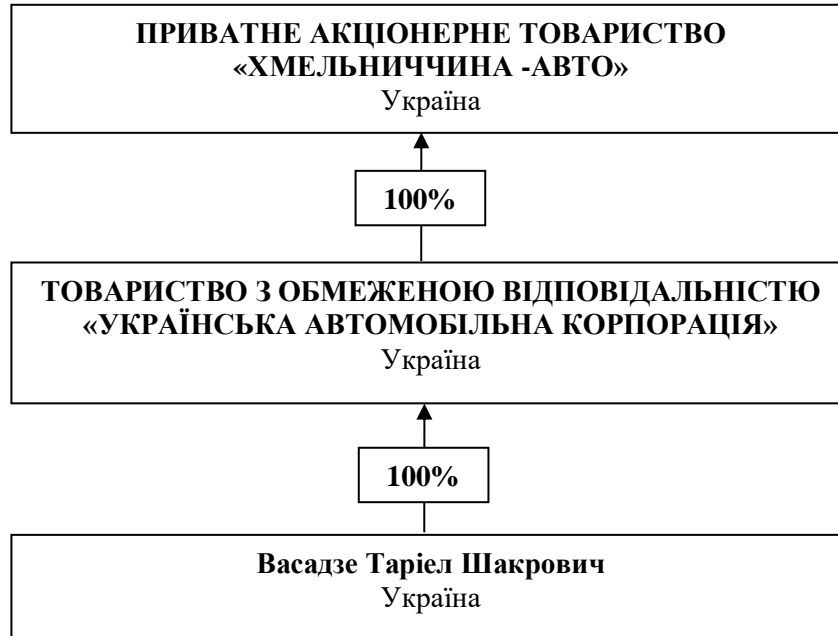 ПРИВАТНЕ АКЦІОНЕРНЕ ТОВАРИСТВО
«ХМЕЛЬНИЧЧИНА -АВТО»
Україна
100%
ТОВАРИСТВО З ОБМЕЖЕНОЮ ВІДПОВІДАЛЬНІСТЮ
«УКРАЇНСЬКА АВТОМОБІЛЬНА КОРПОРАЦІЯ»
Україна
100%
Васадзе Таріел Шакрович
Україна